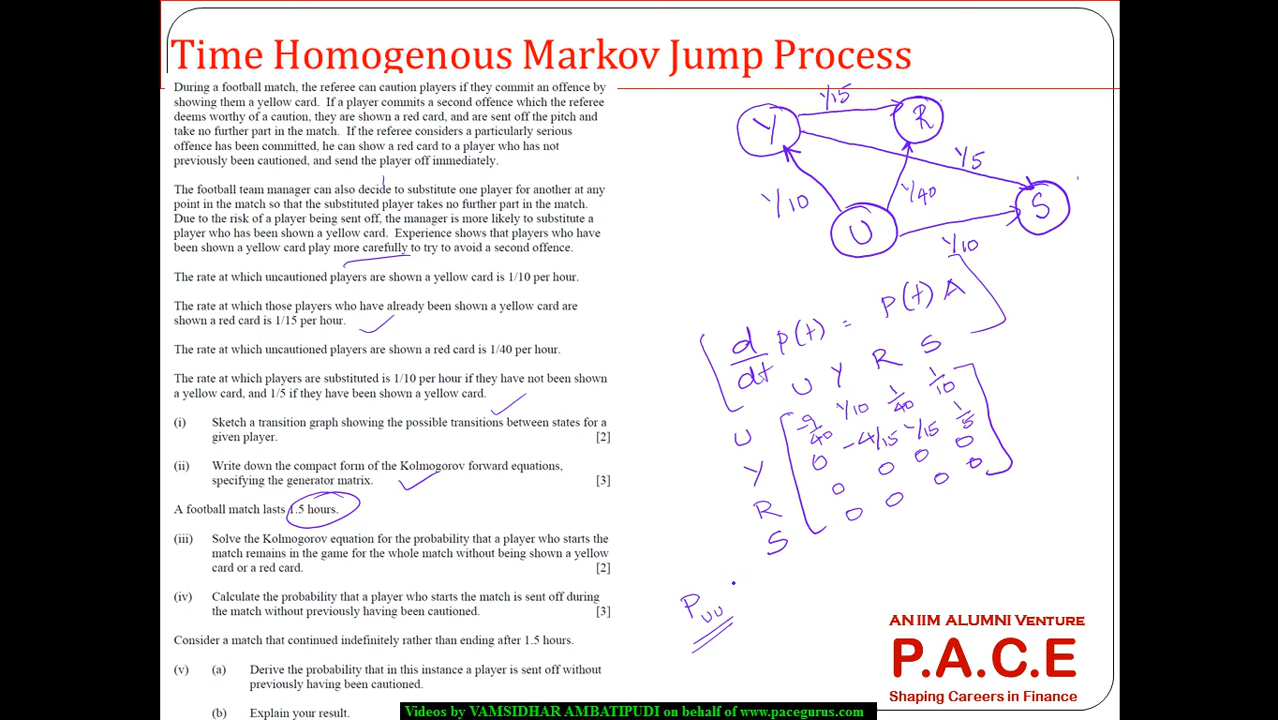 Time Homogenous Markov Jump Process
During a football match, the referee can caution players if they commit an offence by
showing them a yellow card. If a player commits a second offence which the referee
deems worthy of a caution, they are shown a red card, and are sent off the pitch and
take no further part in the match. If the referee considers a particularly serious
offence has been committed, he can show a red card to a player who has not
previously been cautioned, and send the player off immediately.
The football team manager can also decide to substitute one player for another at any
point in the match so that the substituted player takes no further part in the match.
Due to the risk of a player being sent off, the manager is more likely to substitute a
player who has been shown a yellow card. Experience shows that players who have
been shown a yellow card play more carefully to try to avoid a second offence.
The rate at which uncautioned players are shown a yellow card is 1/10 per hour.
The rate at which those players who have already been shown a yellow card are
shown a red card is 1/15 per hour.
The rate at which uncautioned players are shown a red card is 1/40 per hour.
The rate at which players are substituted is 1/10 per hour if they have not been shown
a yellow card, and 1/5 if they have been shown a yellow card.
(i) Sketch a transition graph showing the possible transitions between states for a
given player. [2]
(ii) Write down the compact form of the Kolmogorov forward equations,
specifying the generator matrix. [3]
A football match lasts 1.5 hours.
(iii) Solve the Kolmogorov equation for the probability that a player who starts the
match remains in the game for the whole match without being shown a yellow
card or a red card. [2]
(iv) Calculate the probability that a player who starts the match is sent off during
the match without previously having been cautioned. [3]
Consider a match that continued indefinitely rather than ending after 1.5 hours.
(v) (a) Derive the probability that in this instance a player is sent off without
previously having been cautioned.
(b) Explain your result.
Y 1/15 R
1/5
1/10 1/40 S
U
1/10
d/dt P(t) = P(t) A
U Y R S
U -9/40 1/10 1/40 1/10
Y 0 -4/15 1/15 1/5
R 0 0 0 0
S 0 0 0 0
PUU
AN IIM ALUMNI VENTURE
P.A.C.E
Shaping Careers in Finance
Videos by VAMSIDHAR AMBATIPUDI on behalf of www.pacegurus.com